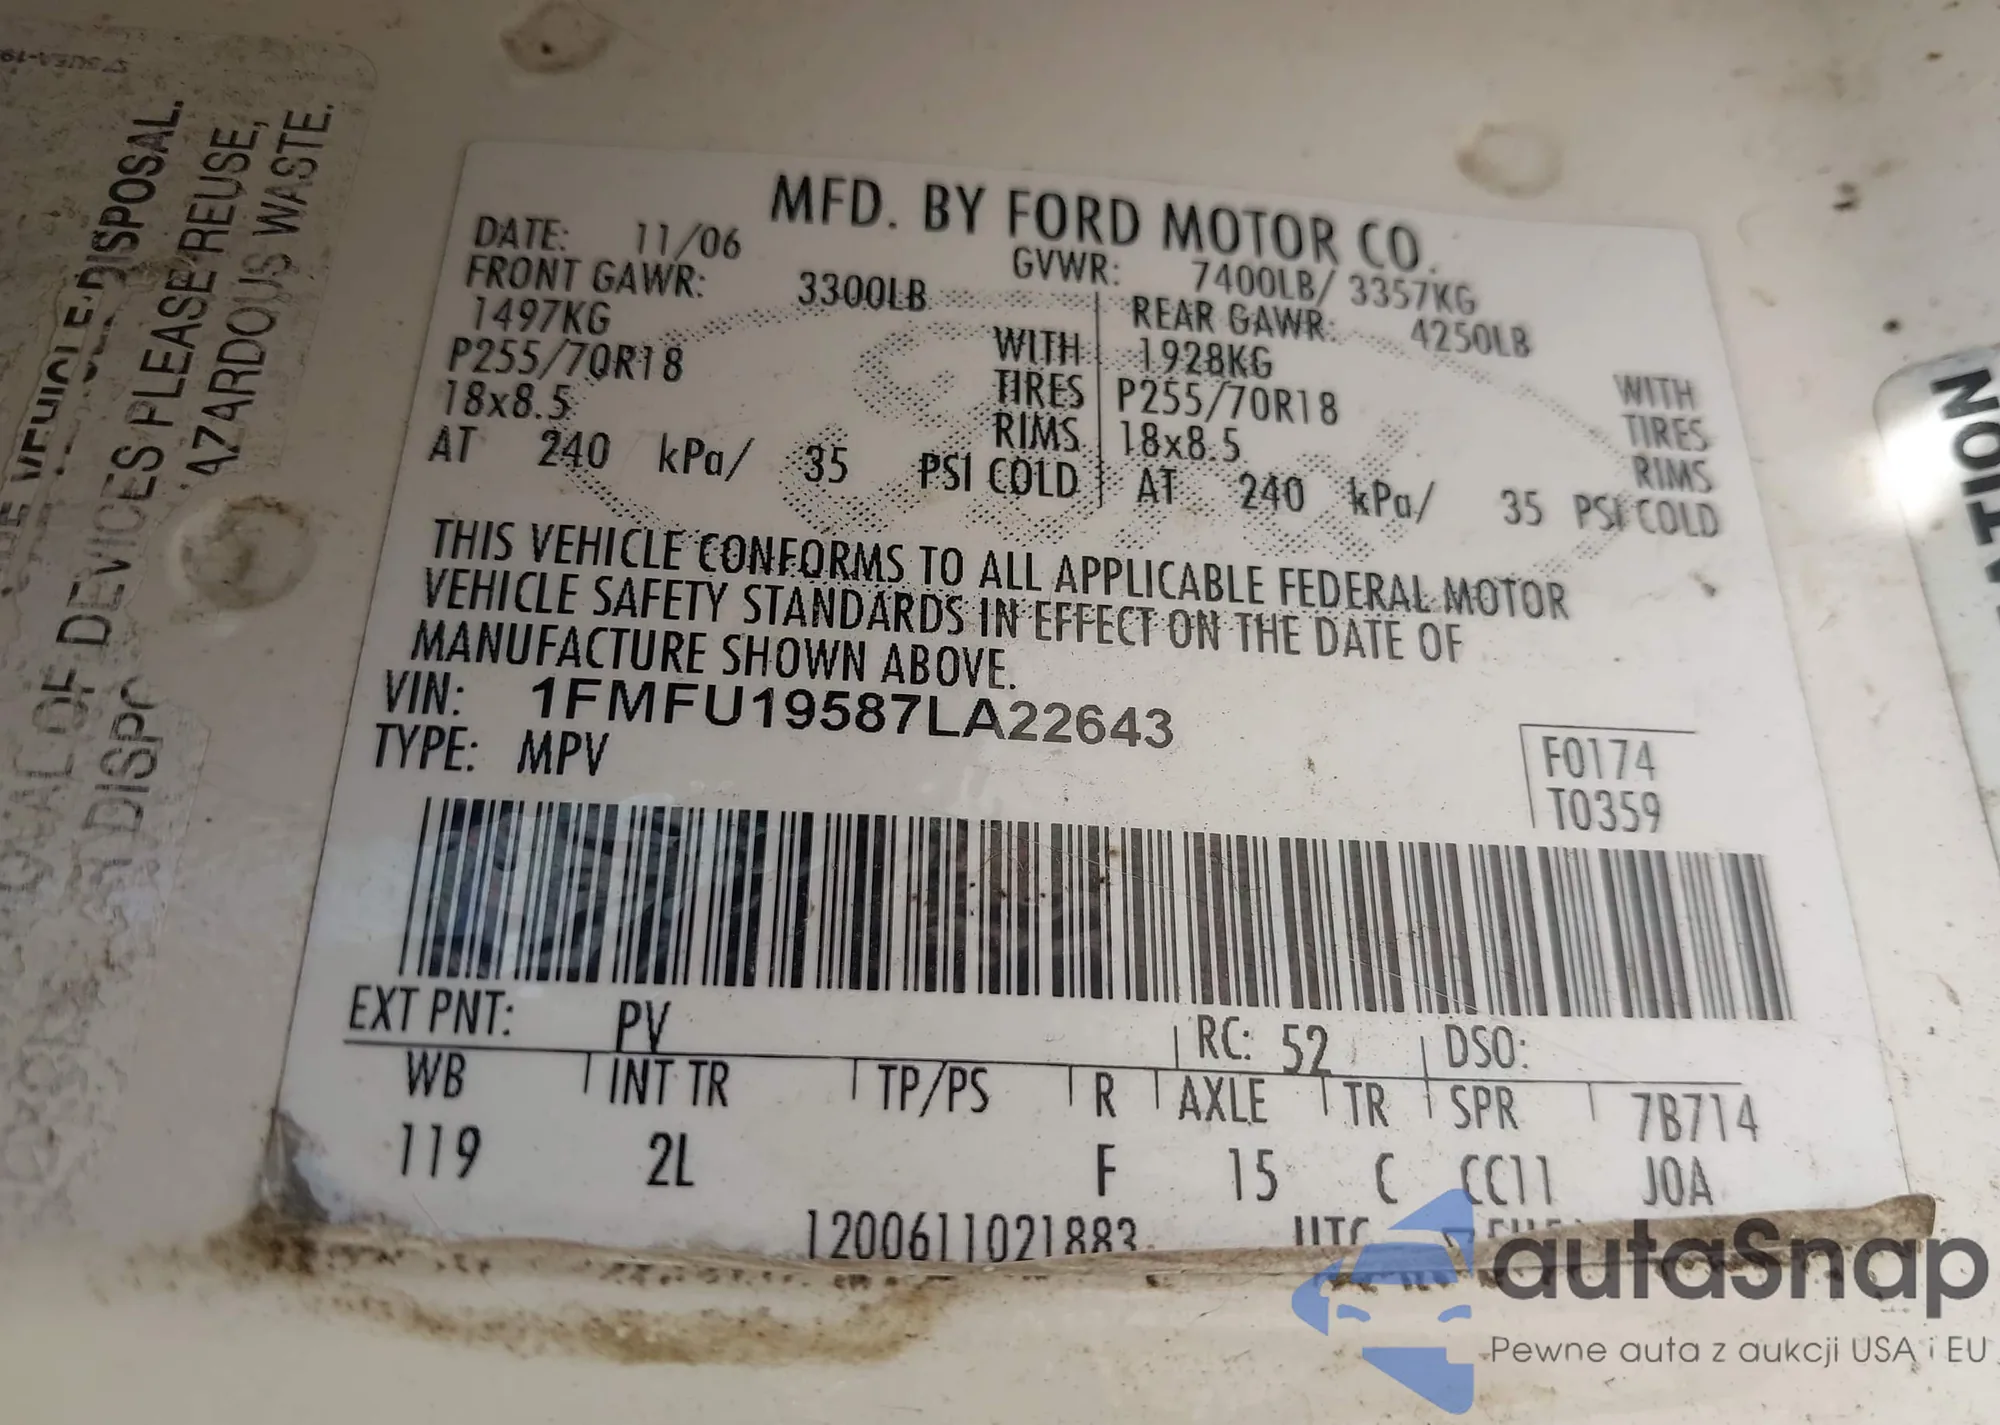 VEHICLE DISPOSAL.
OF DEVICES PLEASE REUSE,
AZARDOUS WASTE.
MFD. BY FORD MOTOR CO.
DATE: 11/06 GVWR: 7400LB/ 3357KG
FRONT GAWR: 3300LB REAR GAWR: 4250LB
1497KG WITH 1928KG WITH
P255/70R18 TIRES P255/70R18 TIRES
18x8.5 RIMS 18x8.5 RIMS
AT 240 kPa/ 35 PSI COLD AT 240 kPa/ 35 PSI COLD
THIS VEHICLE CONFORMS TO ALL APPLICABLE FEDERAL MOTOR
VEHICLE SAFETY STANDARDS IN EFFECT ON THE DATE OF
MANUFACTURE SHOWN ABOVE.
VIN: 1FMFU19587LA22643
TYPE: MPV
F0174
T0359
EXT PNT: PV RC: 52 DSO:
WB INT TR TP/PS R AXLE TR SPR 7B714
119 2L F 15 C CC11 J0A
1200611021883 UTC
autaSnap
Pewne auta z aukcji USA i EU